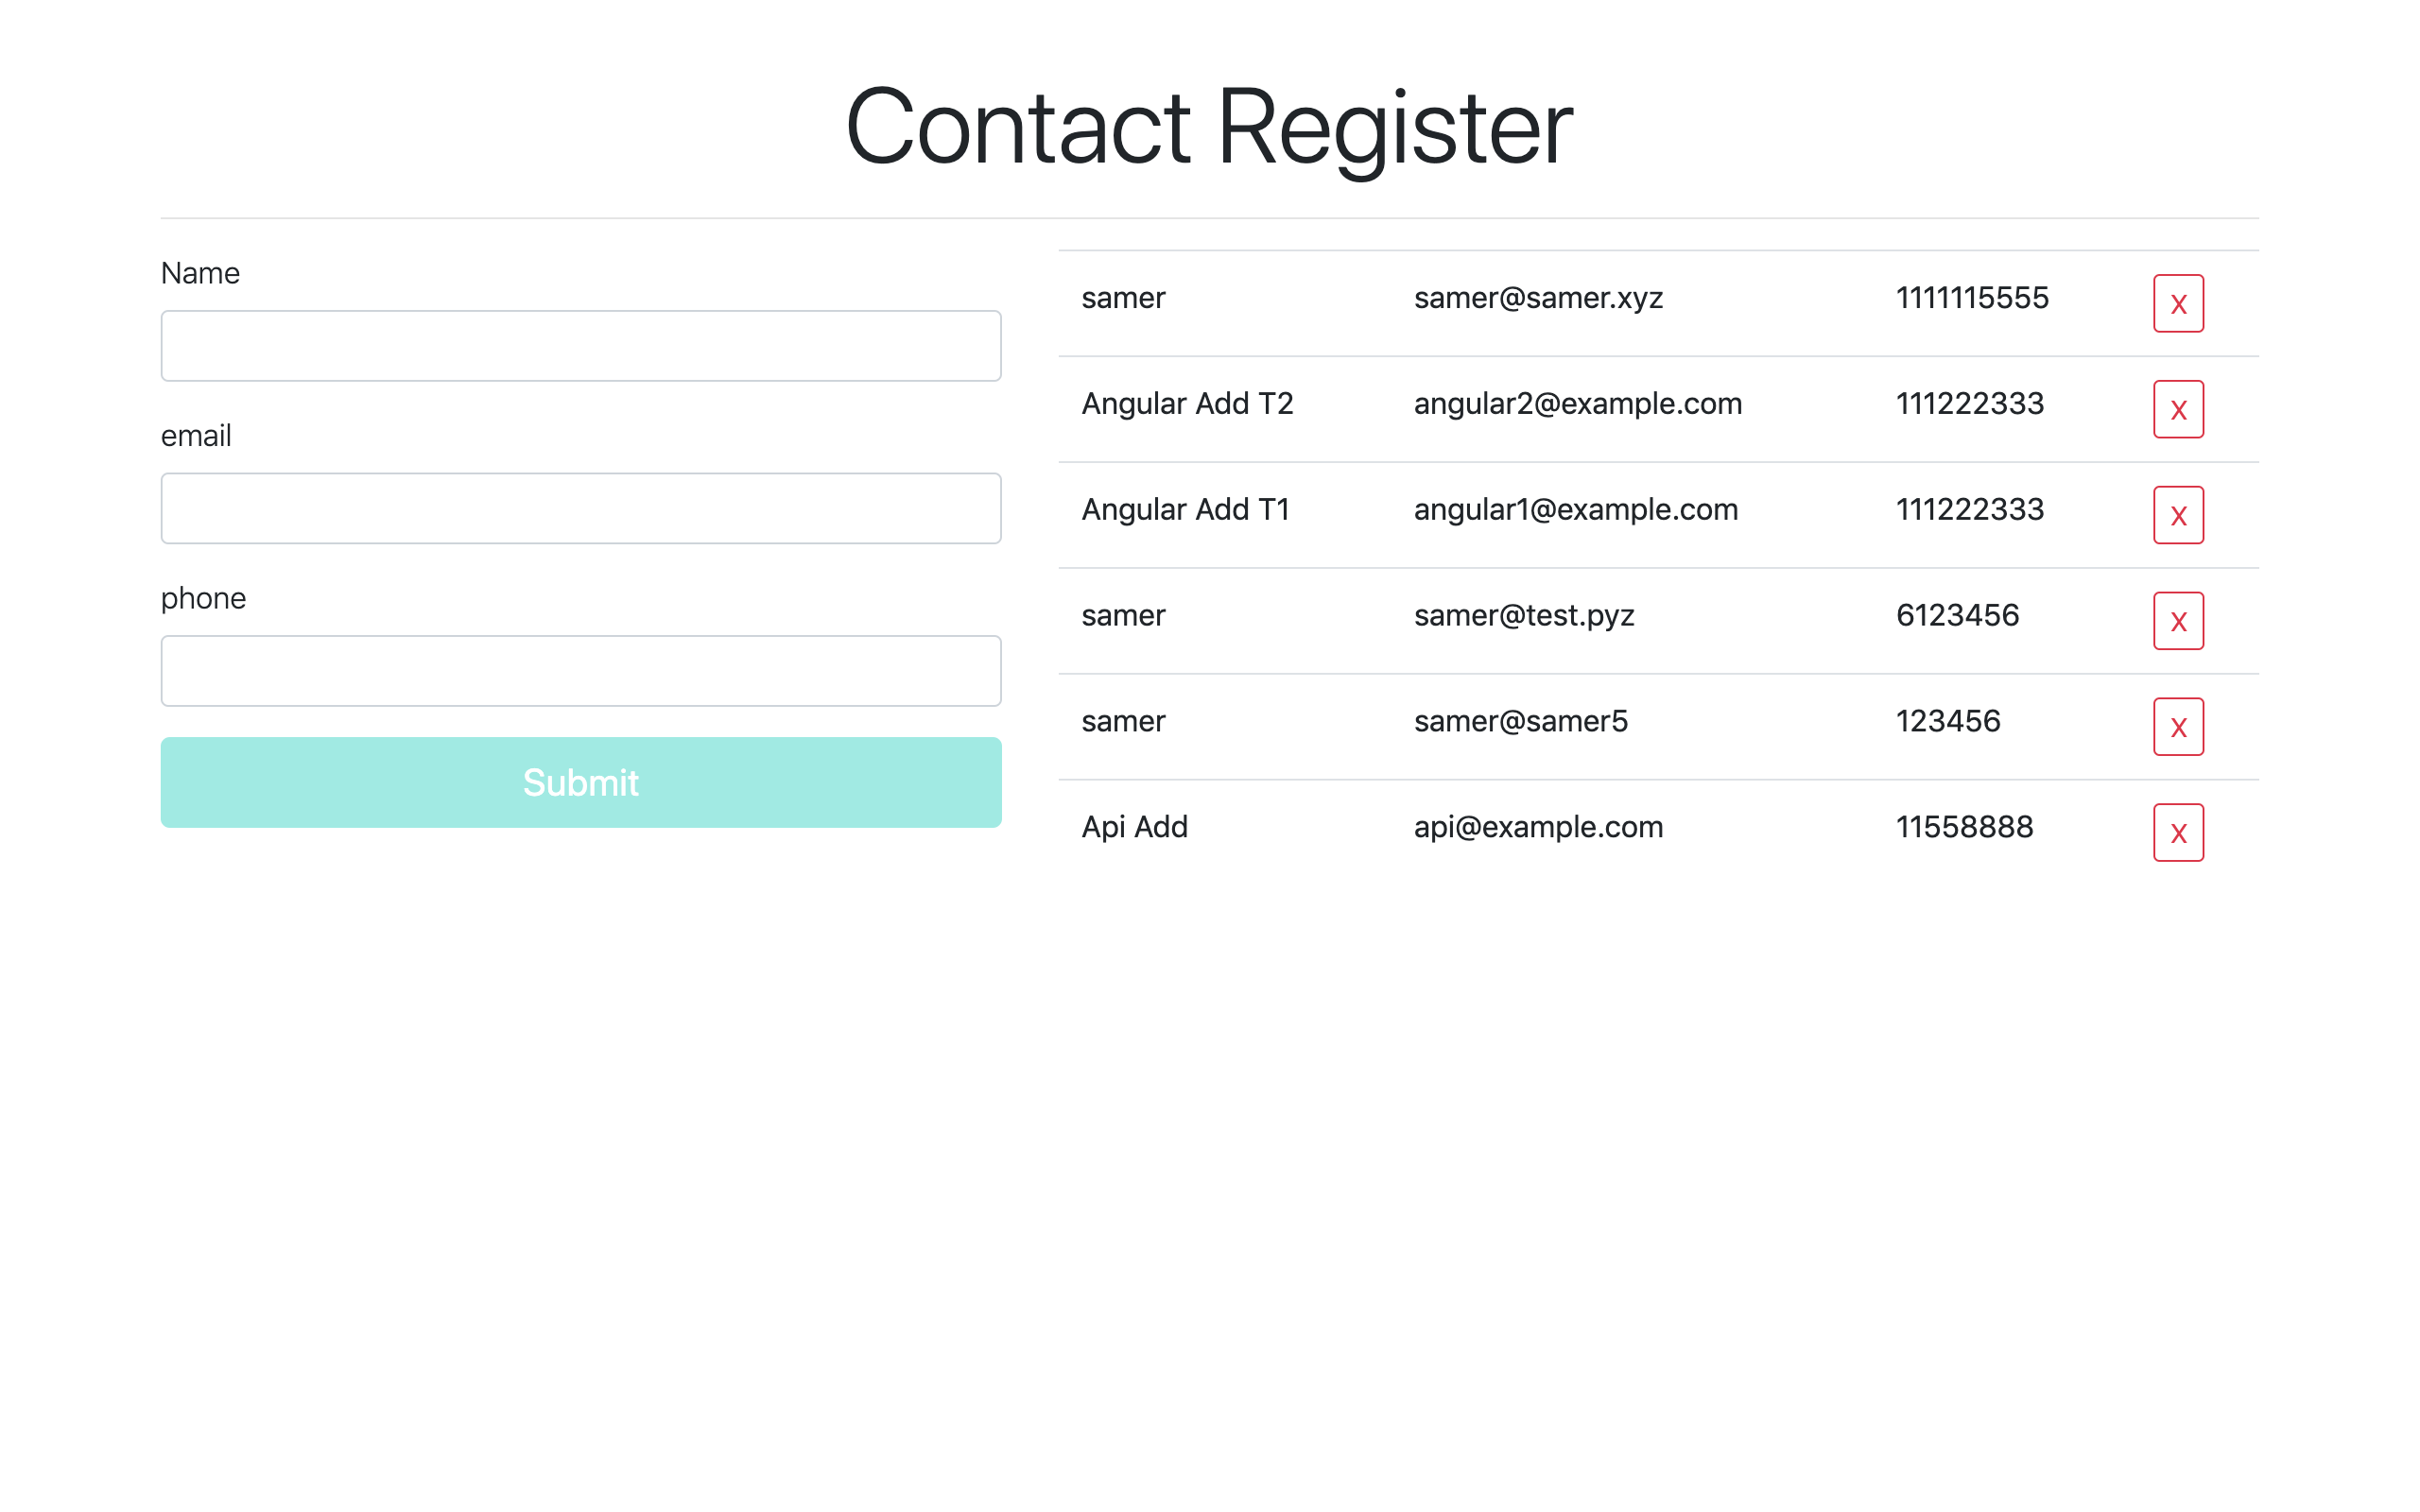 Contact Register
Name
email
phone
Submit
samer samer@samer.xyz 1111115555 X
Angular Add T2 angular2@example.com 111222333 X
Angular Add T1 angular1@example.com 111222333 X
samer samer@test.pyz 6123456 X
samer samer@samer5 123456 X
Api Add api@example.com 11558888 X